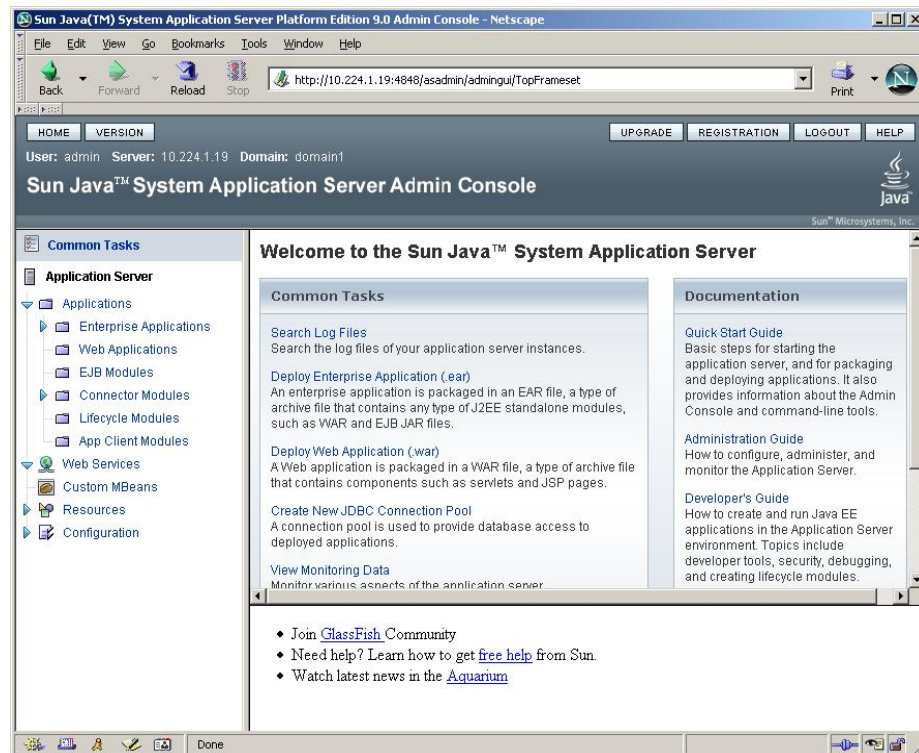 Sun Java(TM) System Application Server Platform Edition 9.0 Admin Console - Netscape
File Edit View Go Bookmarks Tools Window Help
Back Forward Reload Stop http://10.224.1.19:4848/asadmin/admingui/TopFrameset Print N
HOME VERSION UPGRADE REGISTRATION LOGOUT HELP
User: admin Server: 10.224.1.19 Domain: domain1
Sun Java™ System Application Server Admin Console
Java™
Sun™ Microsystems, Inc.
Common Tasks
Application Server
Applications
Enterprise Applications
Web Applications
EJB Modules
Connector Modules
Lifecycle Modules
App Client Modules
Web Services
Custom MBeans
Resources
Configuration
Welcome to the Sun Java™ System Application Server
Common Tasks
Search Log Files
Search the log files of your application server instances.
Deploy Enterprise Application (.ear)
An enterprise application is packaged in an EAR file, a type of
archive file that contains any type of J2EE standalone modules,
such as WAR and EJB JAR files.
Deploy Web Application (.war)
A Web application is packaged in a WAR file, a type of archive file
that contains components such as servlets and JSP pages.
Create New JDBC Connection Pool
A connection pool is used to provide database access to
deployed applications.
View Monitoring Data
Monitor various aspects of the application server
Documentation
Quick Start Guide
Basic steps for starting the
application server, and for packaging
and deploying applications. It also
provides information about the Admin
Console and command-line tools.
Administration Guide
How to configure, administer, and
monitor the Application Server.
Developer's Guide
How to create and run Java EE
applications in the Application Server
environment. Topics include
developer tools, security, debugging,
and creating lifecycle modules.
Join GlassFish Community
Need help? Learn how to get free help from Sun.
Watch latest news in the Aquarium
Done